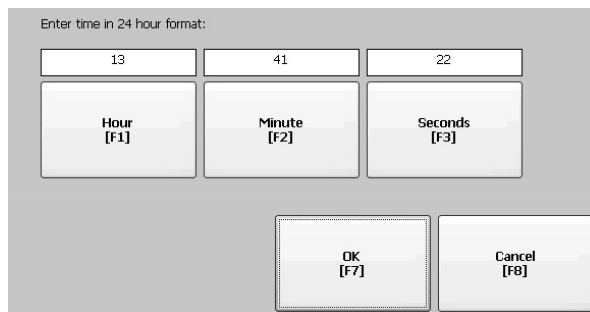 Enter time in 24 hour format:
13 41 22
Hour Minute Seconds
[F1] [F2] [F3]
OK Cancel
[F7] [F8]